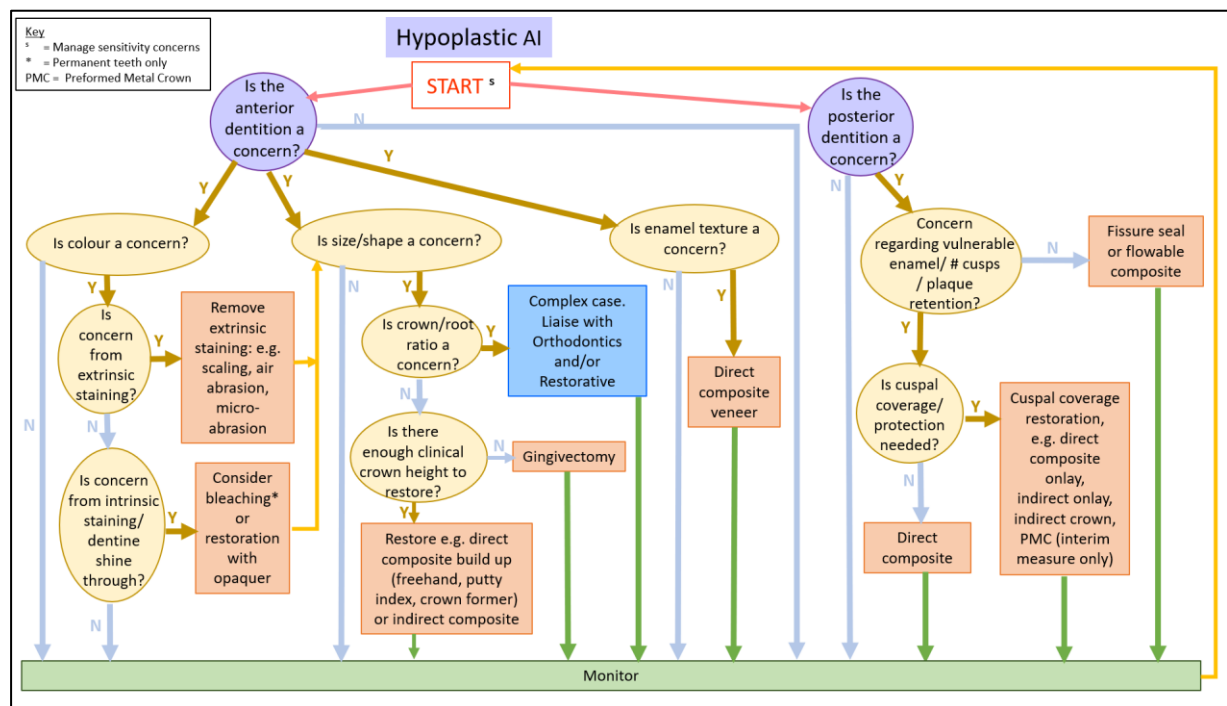 Key
s = Manage sensitivity concerns
* = Permanent teeth only
PMC = Preformed Metal Crown
Hypoplastic AI
START s
Is the
anterior
dentition a
concern?
N
Y
Y
Y
Is the
posterior
dentition a
concern?
N
Y
Is colour a concern?
N
Y
Is size/shape a concern?
N
Y
Is enamel texture a
concern?
N
Y
Concern
regarding vulnerable
enamel/ # cusps
/ plaque
retention?
N
Y
Fissure seal
or flowable
composite
Is
concern
from
extrinsic
staining?
Y
N
Remove
extrinsic
staining: e.g.
scaling, air
abrasion,
micro-
abrasion
Is crown/root
ratio a
concern?
Y
N
Complex case.
Liaise with
Orthodontics
and/or
Restorative
Direct
composite
veneer
Is cuspal
coverage/
protection
needed?
Y
N
Cuspal coverage
restoration,
e.g. direct
composite
onlay,
indirect onlay,
indirect crown,
PMC (interim
measure only)
Is there
enough clinical
crown height to
restore?
N
Y
Gingivectomy
Is concern
from intrinsic
staining/
dentine
shine
through?
Y
N
Consider
bleaching* or
restoration
with
opaquer
Restore e.g. direct
composite build up
(freehand, putty
index, crown former)
or indirect composite
Direct
composite
Monitor